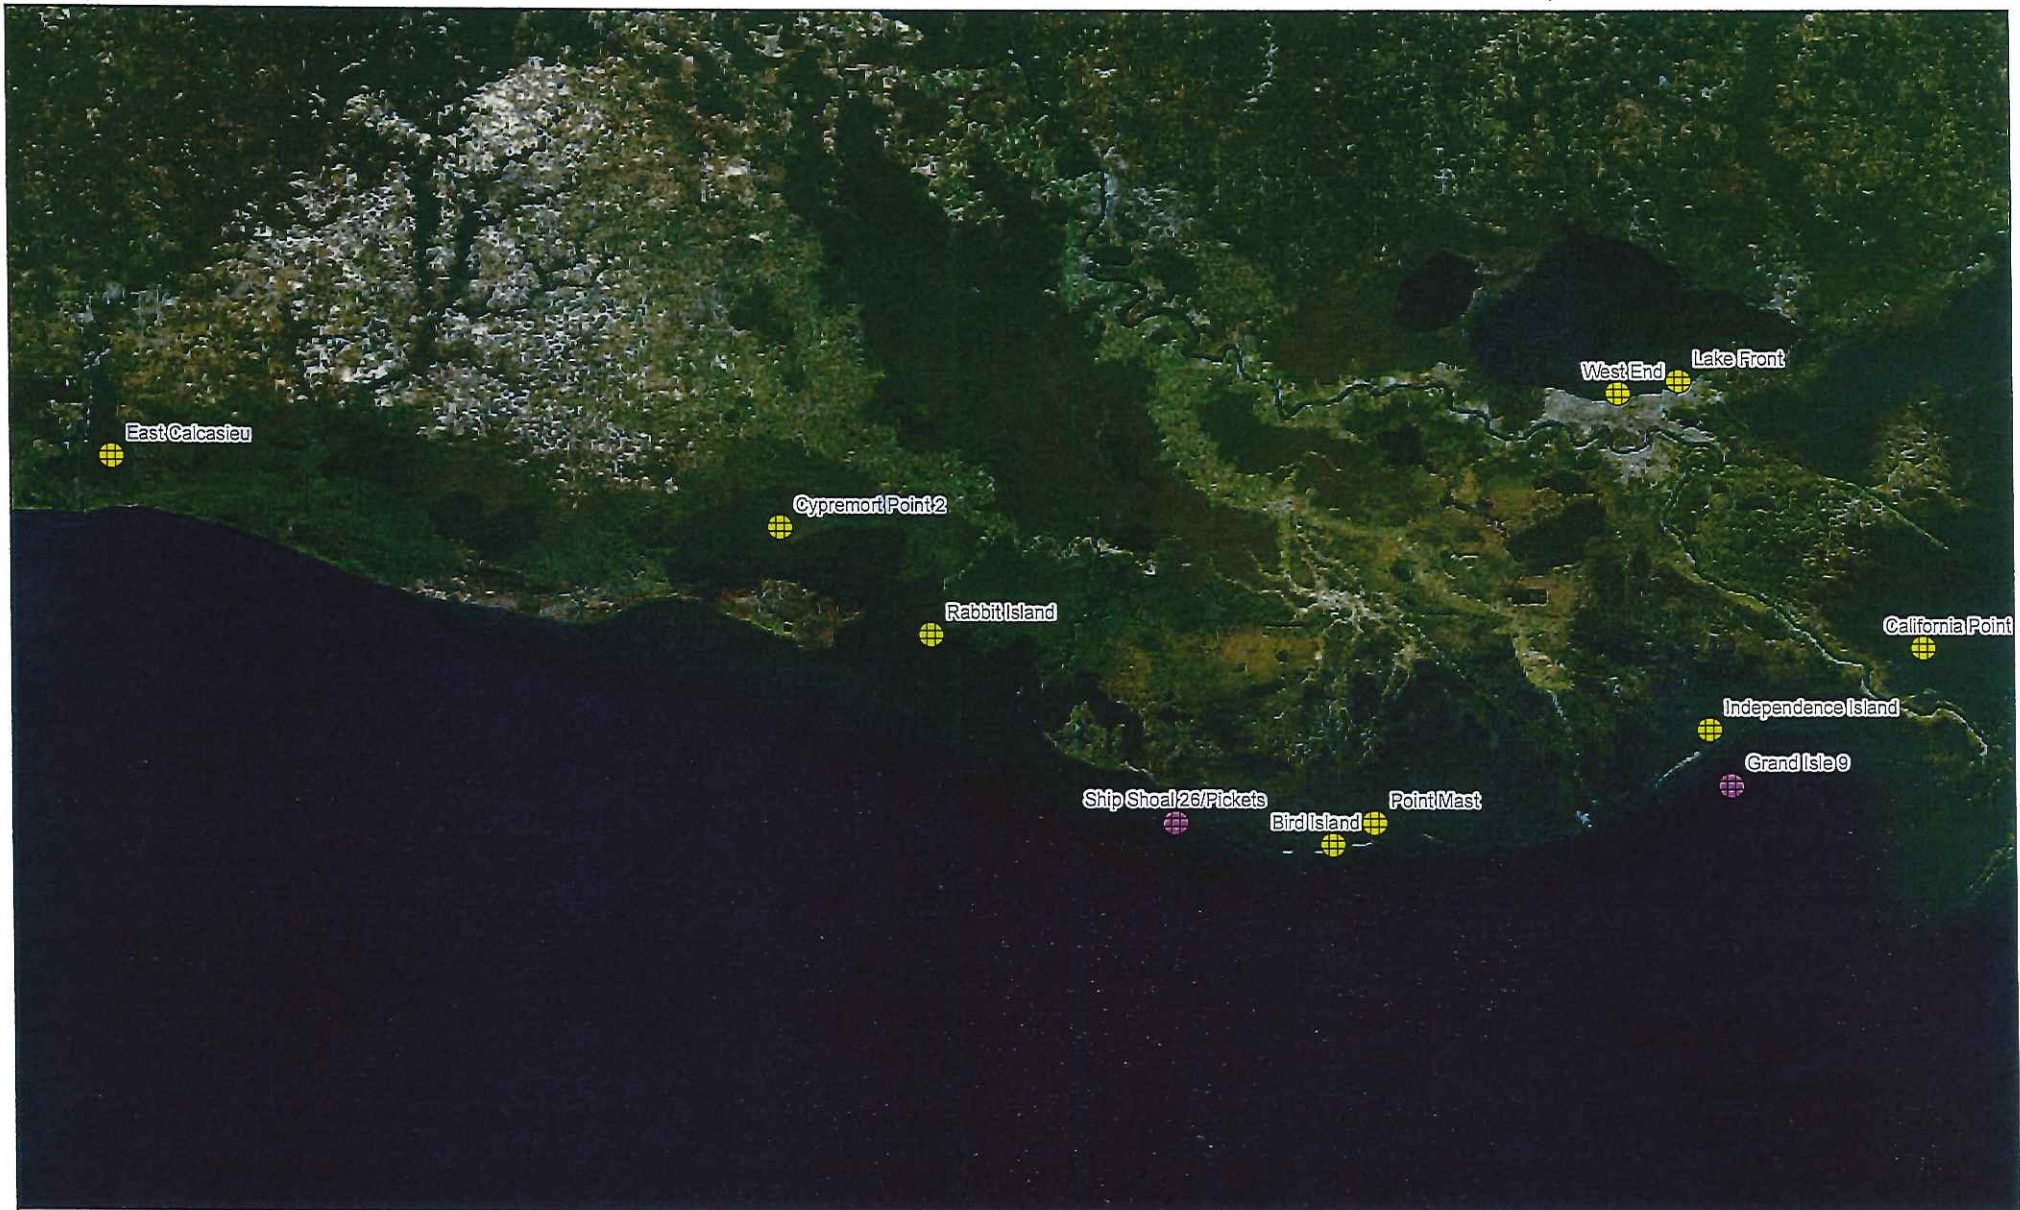 Lake Front
West End
East Calcasieu
Cypremort Point 2
Rabbit Island
California Point
Independence Island
Grand Isle 9
Ship Shoal 26/Pickets
Point Mast
Bird Island